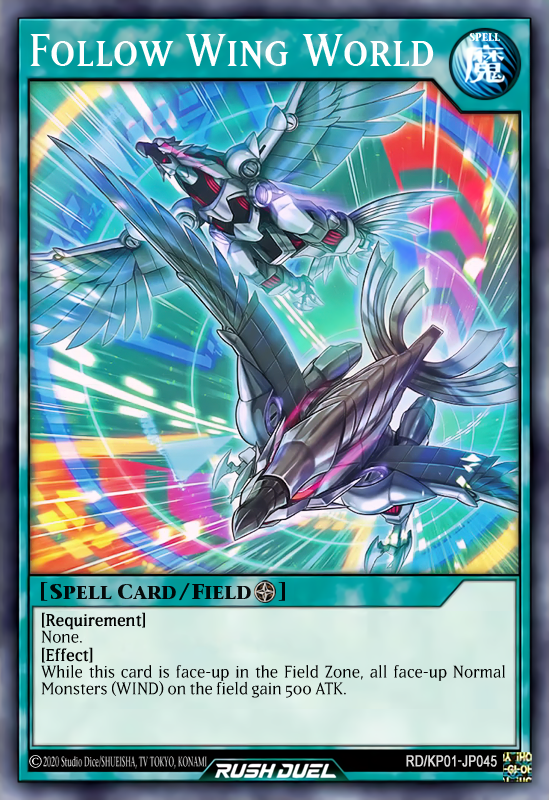 Follow Wing World
SPELL
魔
[Spell Card/Field]
[Requirement]
None.
[Effect]
While this card is face-up in the Field Zone, all face-up Normal
Monsters (WIND) on the field gain 500 ATK.
©2020 Studio Dice/SHUEISHA, TV TOKYO, KONAMI
RUSH DUEL
RD/KP01-JP045